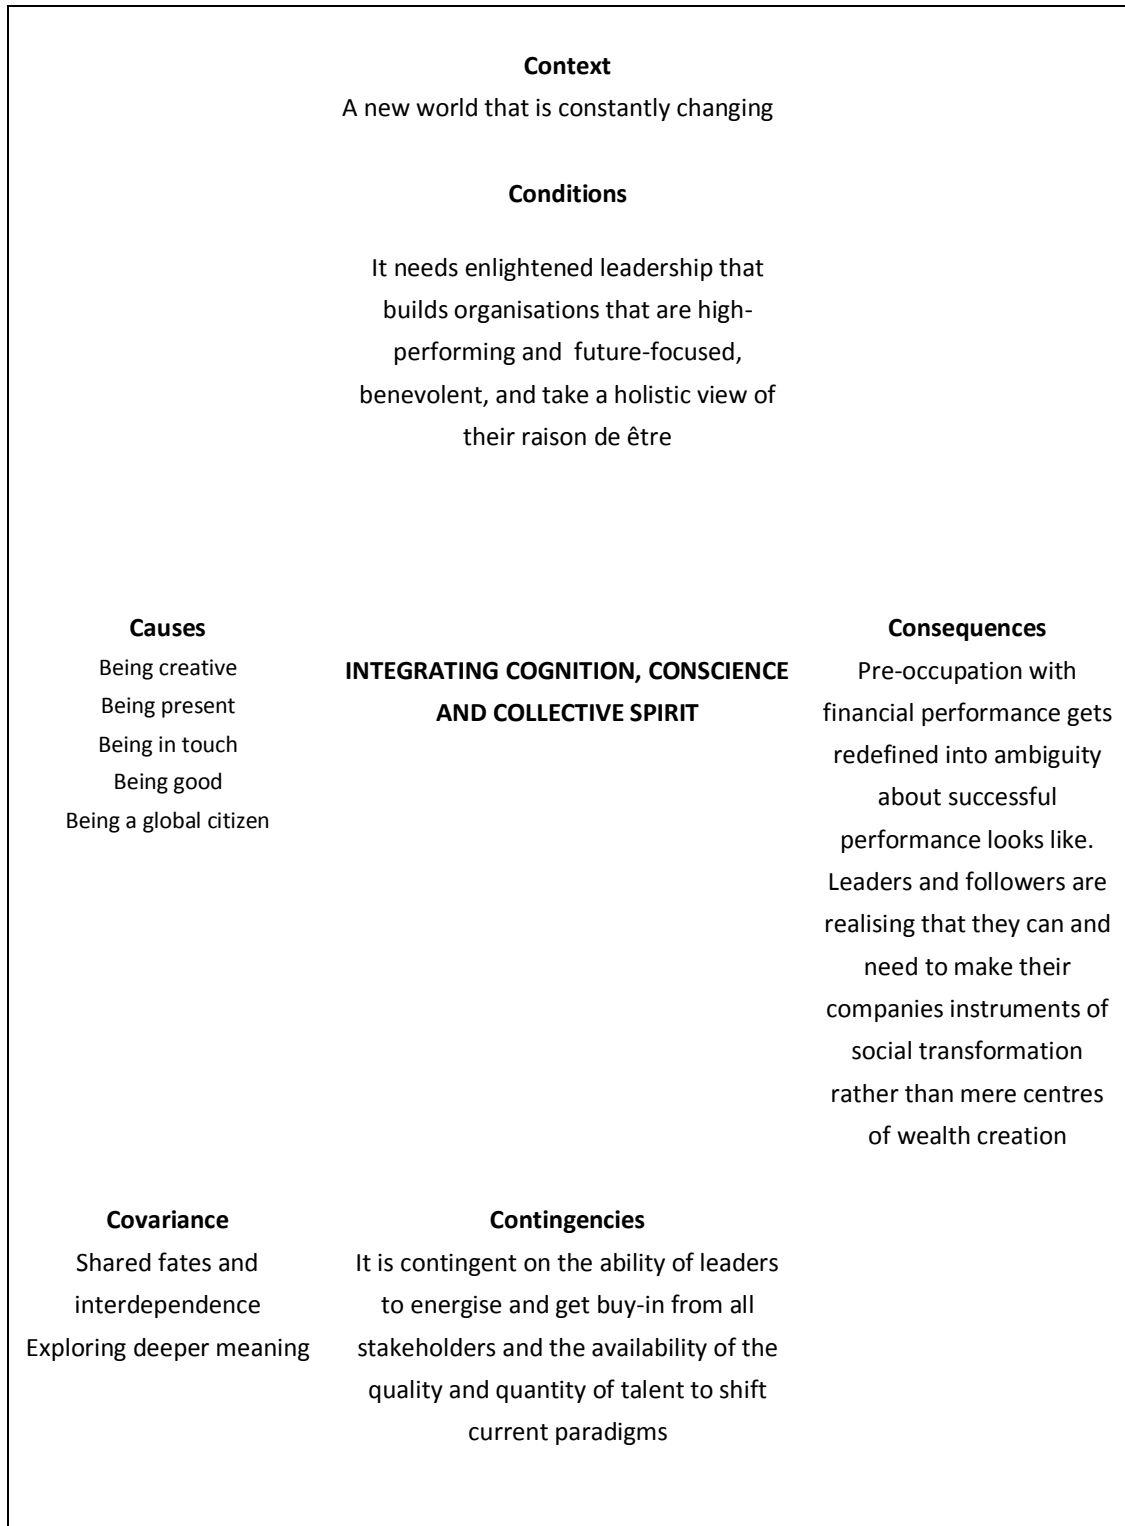 Context
A new world that is constantly changing
Conditions
It needs enlightened leadership that
builds organisations that are high-
performing and future-focused,
benevolent, and take a holistic view of
their raison de être
Causes
Being creative
Being present
Being in touch
Being good
Being a global citizen
INTEGRATING COGNITION, CONSCIENCE
AND COLLECTIVE SPIRIT
Consequences
Pre-occupation with
financial performance gets
redefined into ambiguity
about successful
performance looks like.
Leaders and followers are
realising that they can and
need to make their
companies instruments of
social transformation
rather than mere centres
of wealth creation
Covariance
Shared fates and
interdependence
Exploring deeper meaning
Contingencies
It is contingent on the ability of leaders
to energise and get buy-in from all
stakeholders and the availability of the
quality and quantity of talent to shift
current paradigms